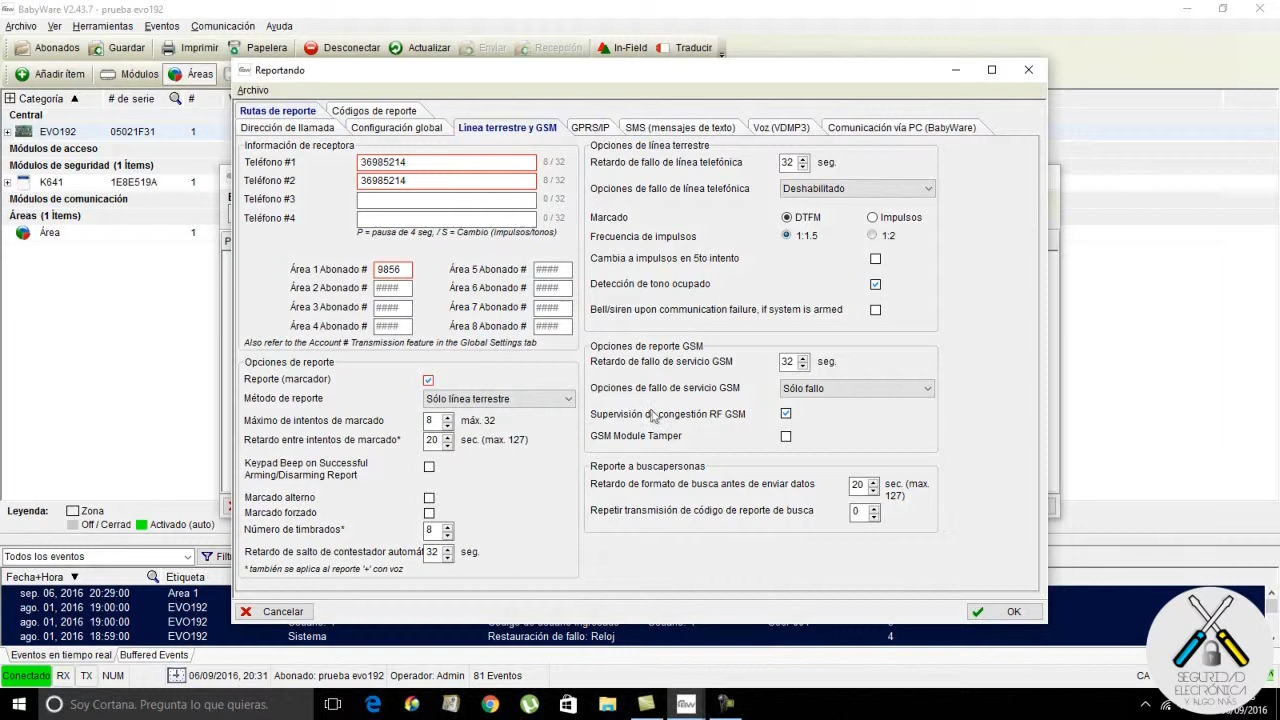 BabyWare V2.43.7 - prueba evo192
Archivo Ver Herramientas Eventos Comunicación Ayuda
Abonados Guardar Imprimir Papelera Desconectar Actualizar Enviar Recepción In-Field Traducir
Añadir ítem Módulos Áreas
Categoría # de serie #
Central
EVO192 05021F31 1
Módulos de acceso
Módulos de seguridad (1 Ítems)
K641 1E8E519A 1
Módulos de comunicación
Áreas (1 Ítems)
Área 1
Leyenda: Zona
Off / Cerrad Activado (auto)
Reportando
Archivo
Rutas de reporte Códigos de reporte
Dirección de llamada Configuración global Línea terrestre y GSM GPRS/IP SMS (mensajes de texto) Voz (VDMP3) Comunicación vía PC (BabyWare)
Información de receptora
Teléfono #1 36985214 8 / 32
Teléfono #2 36985214 8 / 32
Teléfono #3 0 / 32
Teléfono #4 0 / 32
P = pausa de 4 seg, / S = Cambio (Impulsos/tonos)
Área 1 Abonado # 9856 Área 5 Abonado # ####
Área 2 Abonado # #### Área 6 Abonado # ####
Área 3 Abonado # #### Área 7 Abonado # ####
Área 4 Abonado # #### Área 8 Abonado # ####
Also refer to the Account # Transmission feature in the Global Settings tab
Opciones de reporte
Reporte (marcador)
Método de reporte Sólo línea terrestre
Máximo de intentos de marcado 8 máx. 32
Retardo entre intentos de marcado* 20 sec. (max. 127)
Keypad Beep on Successful
Arming/Disarming Report
Marcado alterno
Marcado forzado
Número de timbrados* 8
Retardo de salto de contestador automát 32 seg.
* también se aplica al reporte '+' con voz
Opciones de línea terrestre
Retardo de fallo de línea telefónica 32 seg.
Opciones de fallo de línea telefónica Deshabilitado
Marcado DTFM Impulsos
Frecuencia de impulsos 1:1.5 1:2
Cambia a impulsos en 5to intento
Detección de tono ocupado
Bell/siren upon communication failure, if system is armed
Opciones de reporte GSM
Retardo de fallo de servicio GSM 32 seg.
Opciones de fallo de servicio GSM Sólo fallo
Supervisión de congestión RF GSM
GSM Module Tamper
Reporte a buscapersonas
Retardo de formato de busca antes de enviar datos 20 sec. (max. 127)
Repetir transmisión de código de reporte de busca 0
Cancelar OK
Todos los eventos
Fecha+Hora Etiqueta
sep. 06, 2016 20:29:00 Area 1
ago. 01, 2016 19:00:00 EVO192
ago. 01, 2016 19:00:00 EVO192
ago. 01, 2016 18:59:00 EVO192 Sistema Restauración de fallo: Reloj 4
Eventos en tiempo real Buffered Events
Conectado RX TX NUM 06/09/2016, 20:31 Abonado: prueba evo192 Operador: Admin 81 Eventos
Soy Cortana. Pregunta lo que quieras.
SEGURIDAD
ELECTRÓNICA
Y ALGO MÁS